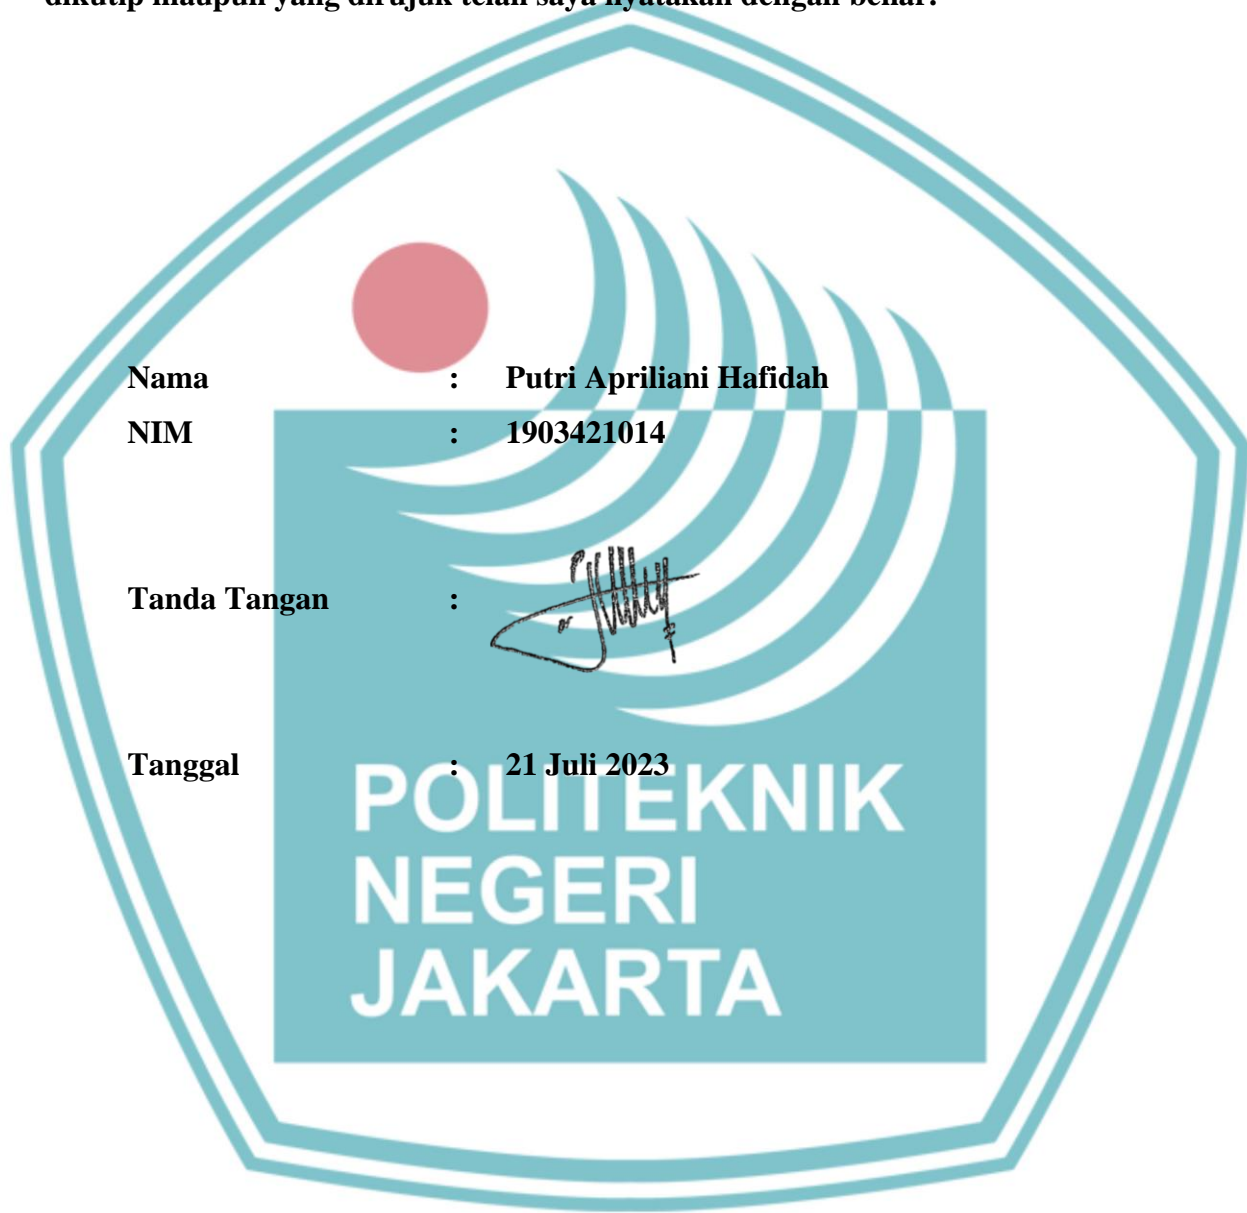 dikutip maupun yang dirujuk telah saya nyatakan dengan benar.
Nama : Putri Apriliani Hafidah
NIM : 1903421014
Tanda Tangan :
Tanggal : 21 Juli 2023
POLITEKNIK
NEGERI
JAKARTA